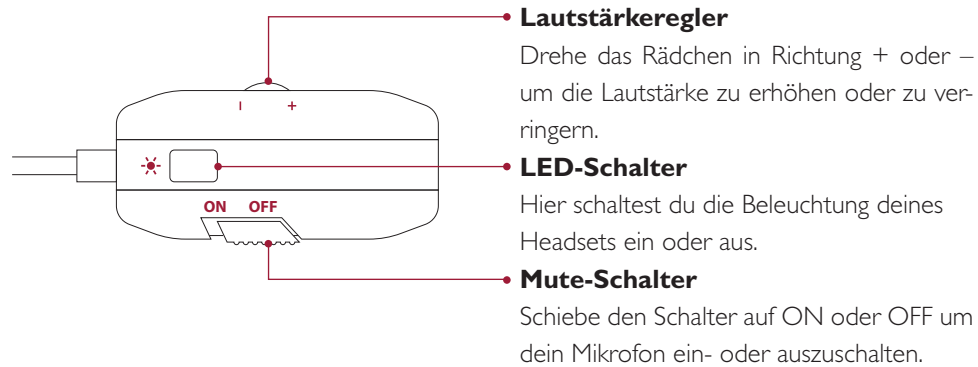 Lautstärkeregler
Drehe das Rädchen in Richtung + oder –
um die Lautstärke zu erhöhen oder zu ver-
ringern.
– +
LED-Schalter
Hier schaltest du die Beleuchtung deines
Headsets ein oder aus.
ON OFF
Mute-Schalter
Schiebe den Schalter auf ON oder OFF um
dein Mikrofon ein- oder auszuschalten.